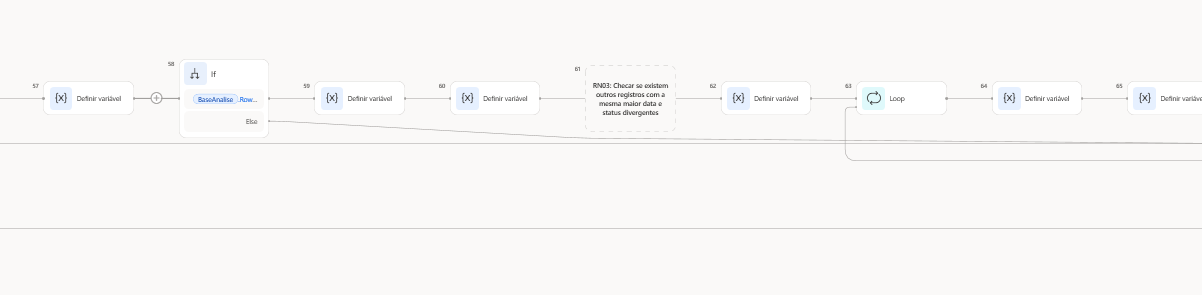 57
Definir variável
58
If
BaseAnalise .Row...
Else
59
Definir variável
60
Definir variável
61
RN03: Checar se existem
outros registros com a
mesma maior data e
status divergentes
62
Definir variável
63
Loop
64
Definir variável
65
Definir variáve